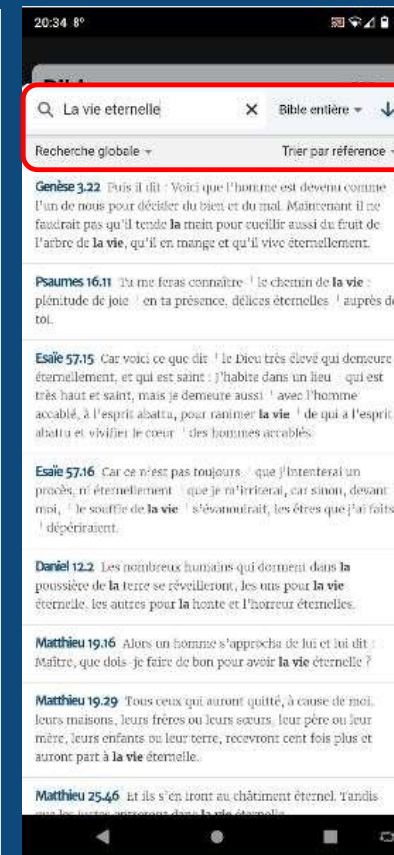 20:34 8°
La vie eternelle
Bible entière
Recherche globale
Trier par référence
Genèse 3.22 Puis il dit : Voici que l'homme est devenu comme
l'un de nous pour décider du bien et du mal. Maintenant il ne
faudrait pas qu'il tende la main pour cueillir aussi du fruit de
l'arbre de la vie, qu'il en mange et qu'il vive éternellement.
Psaumes 16.11 Tu me feras connaître le chemin de la vie :
plénitude de joie en ta présence, délices éternelles auprès de
toi.
Esaïe 57.15 Car voici ce que dit le Dieu très élevé qui demeure
éternellement, et qui est saint : J'habite dans un lieu qui est
très haut et saint, mais je demeure aussi avec l'homme
accablé, à l'esprit abattu, pour ranimer la vie de qui a l'esprit
abattu et vivifier le cœur des hommes accablés.
Esaïe 57.16 Car ce n'est pas toujours que j'intenterai un
procès, ni éternellement que je m'irriterai, car sinon, devant
moi, le souffle de la vie s'évanouirait, les êtres que j'ai faits
dépériraient.
Daniel 12.2 Les nombreux humains qui dorment dans la
poussière de la terre se réveilleront, les uns pour la vie
éternelle, les autres pour la honte et l'horreur éternelles.
Matthieu 19.16 Alors un homme s'approcha de lui et lui dit :
Maître, que dois-je faire de bon pour avoir la vie éternelle ?
Matthieu 19.29 Tous ceux qui auront quitté, à cause de moi,
leurs maisons, leurs frères ou leurs sœurs, leur père ou leur
mère, leurs enfants ou leur terre, recevront cent fois plus et
auront part à la vie éternelle.
Matthieu 25.46 Et ils s'en iront au châtiment éternel. Tandis
que les justes entreront dans la vie éternelle